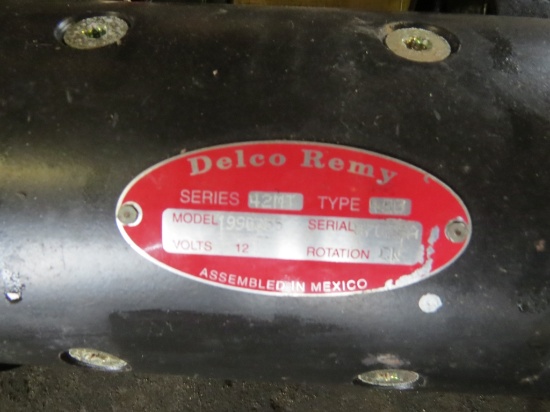 Delco Remy
SERIES 42MT TYPE
MODEL SERIAL
VOLTS 12 ROTATION
ASSEMBLED IN MEXICO